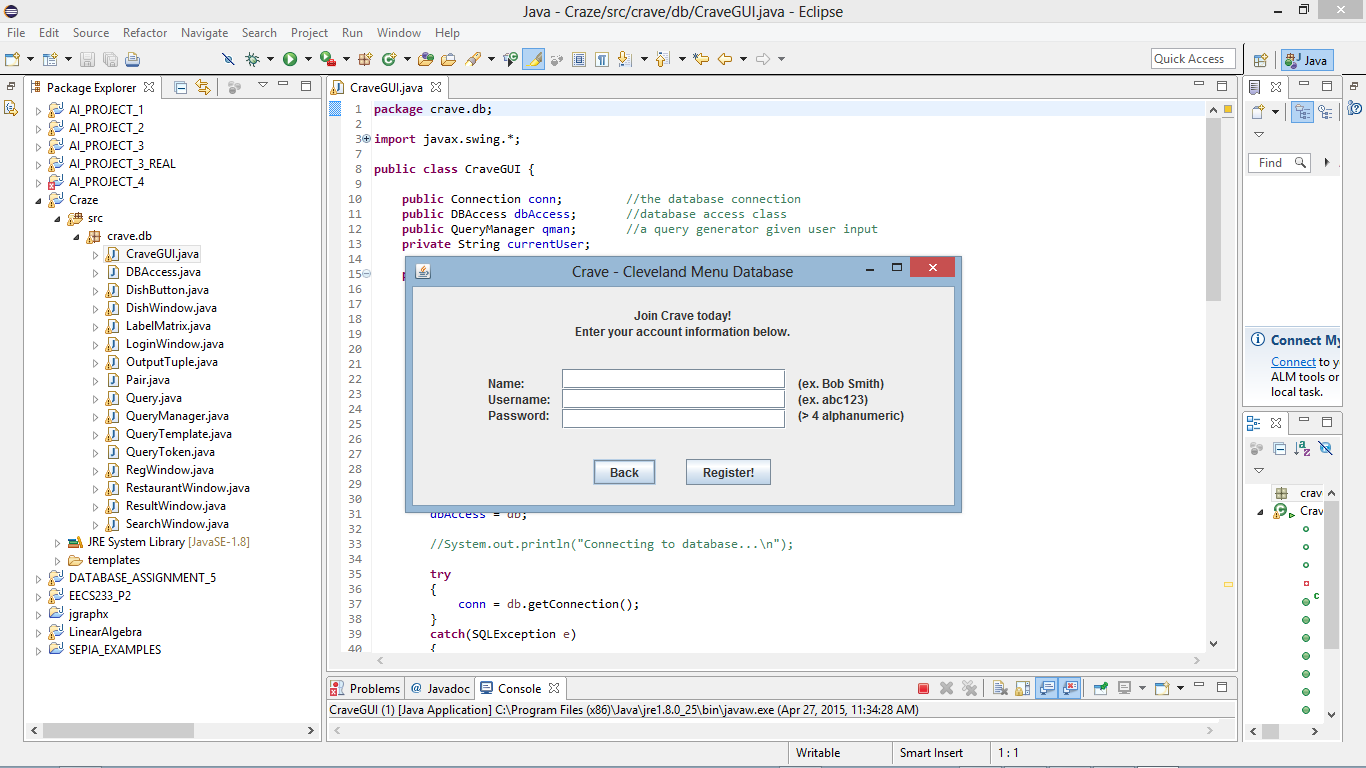 Java - Craze/src/crave/db/CraveGUI.java - Eclipse
File Edit Source Refactor Navigate Search Project Run Window Help
Quick Access
Java
Package Explorer
AI_PROJECT_1
AI_PROJECT_2
AI_PROJECT_3
AI_PROJECT_3_REAL
AI_PROJECT_4
Craze
src
crave.db
CraveGUI.java
DBAccess.java
DishButton.java
DishWindow.java
LabelMatrix.java
LoginWindow.java
OutputTuple.java
Pair.java
Query.java
QueryManager.java
QueryTemplate.java
QueryToken.java
RegWindow.java
RestaurantWindow.java
ResultWindow.java
SearchWindow.java
JRE System Library [JavaSE-1.8]
templates
DATABASE_ASSIGNMENT_5
EECS233_P2
jgraphx
LinearAlgebra
SEPIA_EXAMPLES
CraveGUI.java
1 package crave.db;
2
3 import javax.swing.*;
7
8 public class CraveGUI {
9
10 public Connection conn; //the database connection
11 public DBAccess dbAccess; //database access class
12 public QueryManager qman; //a query generator given user input
13 private String currentUser;
14
15
16
17
18
19
20
21
22
23
24
25
26
27
28
29
30
31 dbAccess = db;
32
33 //System.out.println("Connecting to database...\n");
34
35 try
36 {
37 conn = db.getConnection();
38 }
39 catch(SQLException e)
40 {
Crave - Cleveland Menu Database
Join Crave today!
Enter your account information below.
Name: (ex. Bob Smith)
Username: (ex. abc123)
Password: (> 4 alphanumeric)
Back Register!
Find
Connect My
Connect to y
ALM tools or
local task.
crav
Crav
Problems @ Javadoc Console
CraveGUI (1) [Java Application] C:\Program Files (x86)\Java\jre1.8.0_25\bin\javaw.exe (Apr 27, 2015, 11:34:28 AM)
Writable Smart Insert 1 : 1